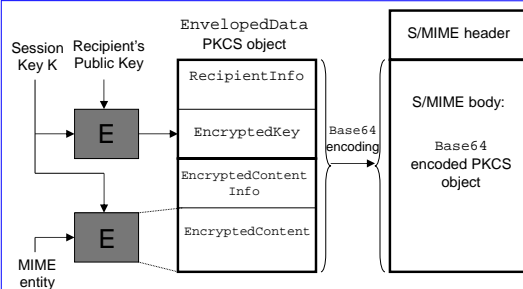 Session
Key K
Recipient's
Public Key
EnvelopedData
PKCS object
RecipientInfo
EncryptedKey
EncryptedContent
Info
EncryptedContent
E
E
MIME
entity
Base64
encoding
S/MIME header
S/MIME body:
Base64
encoded PKCS
object